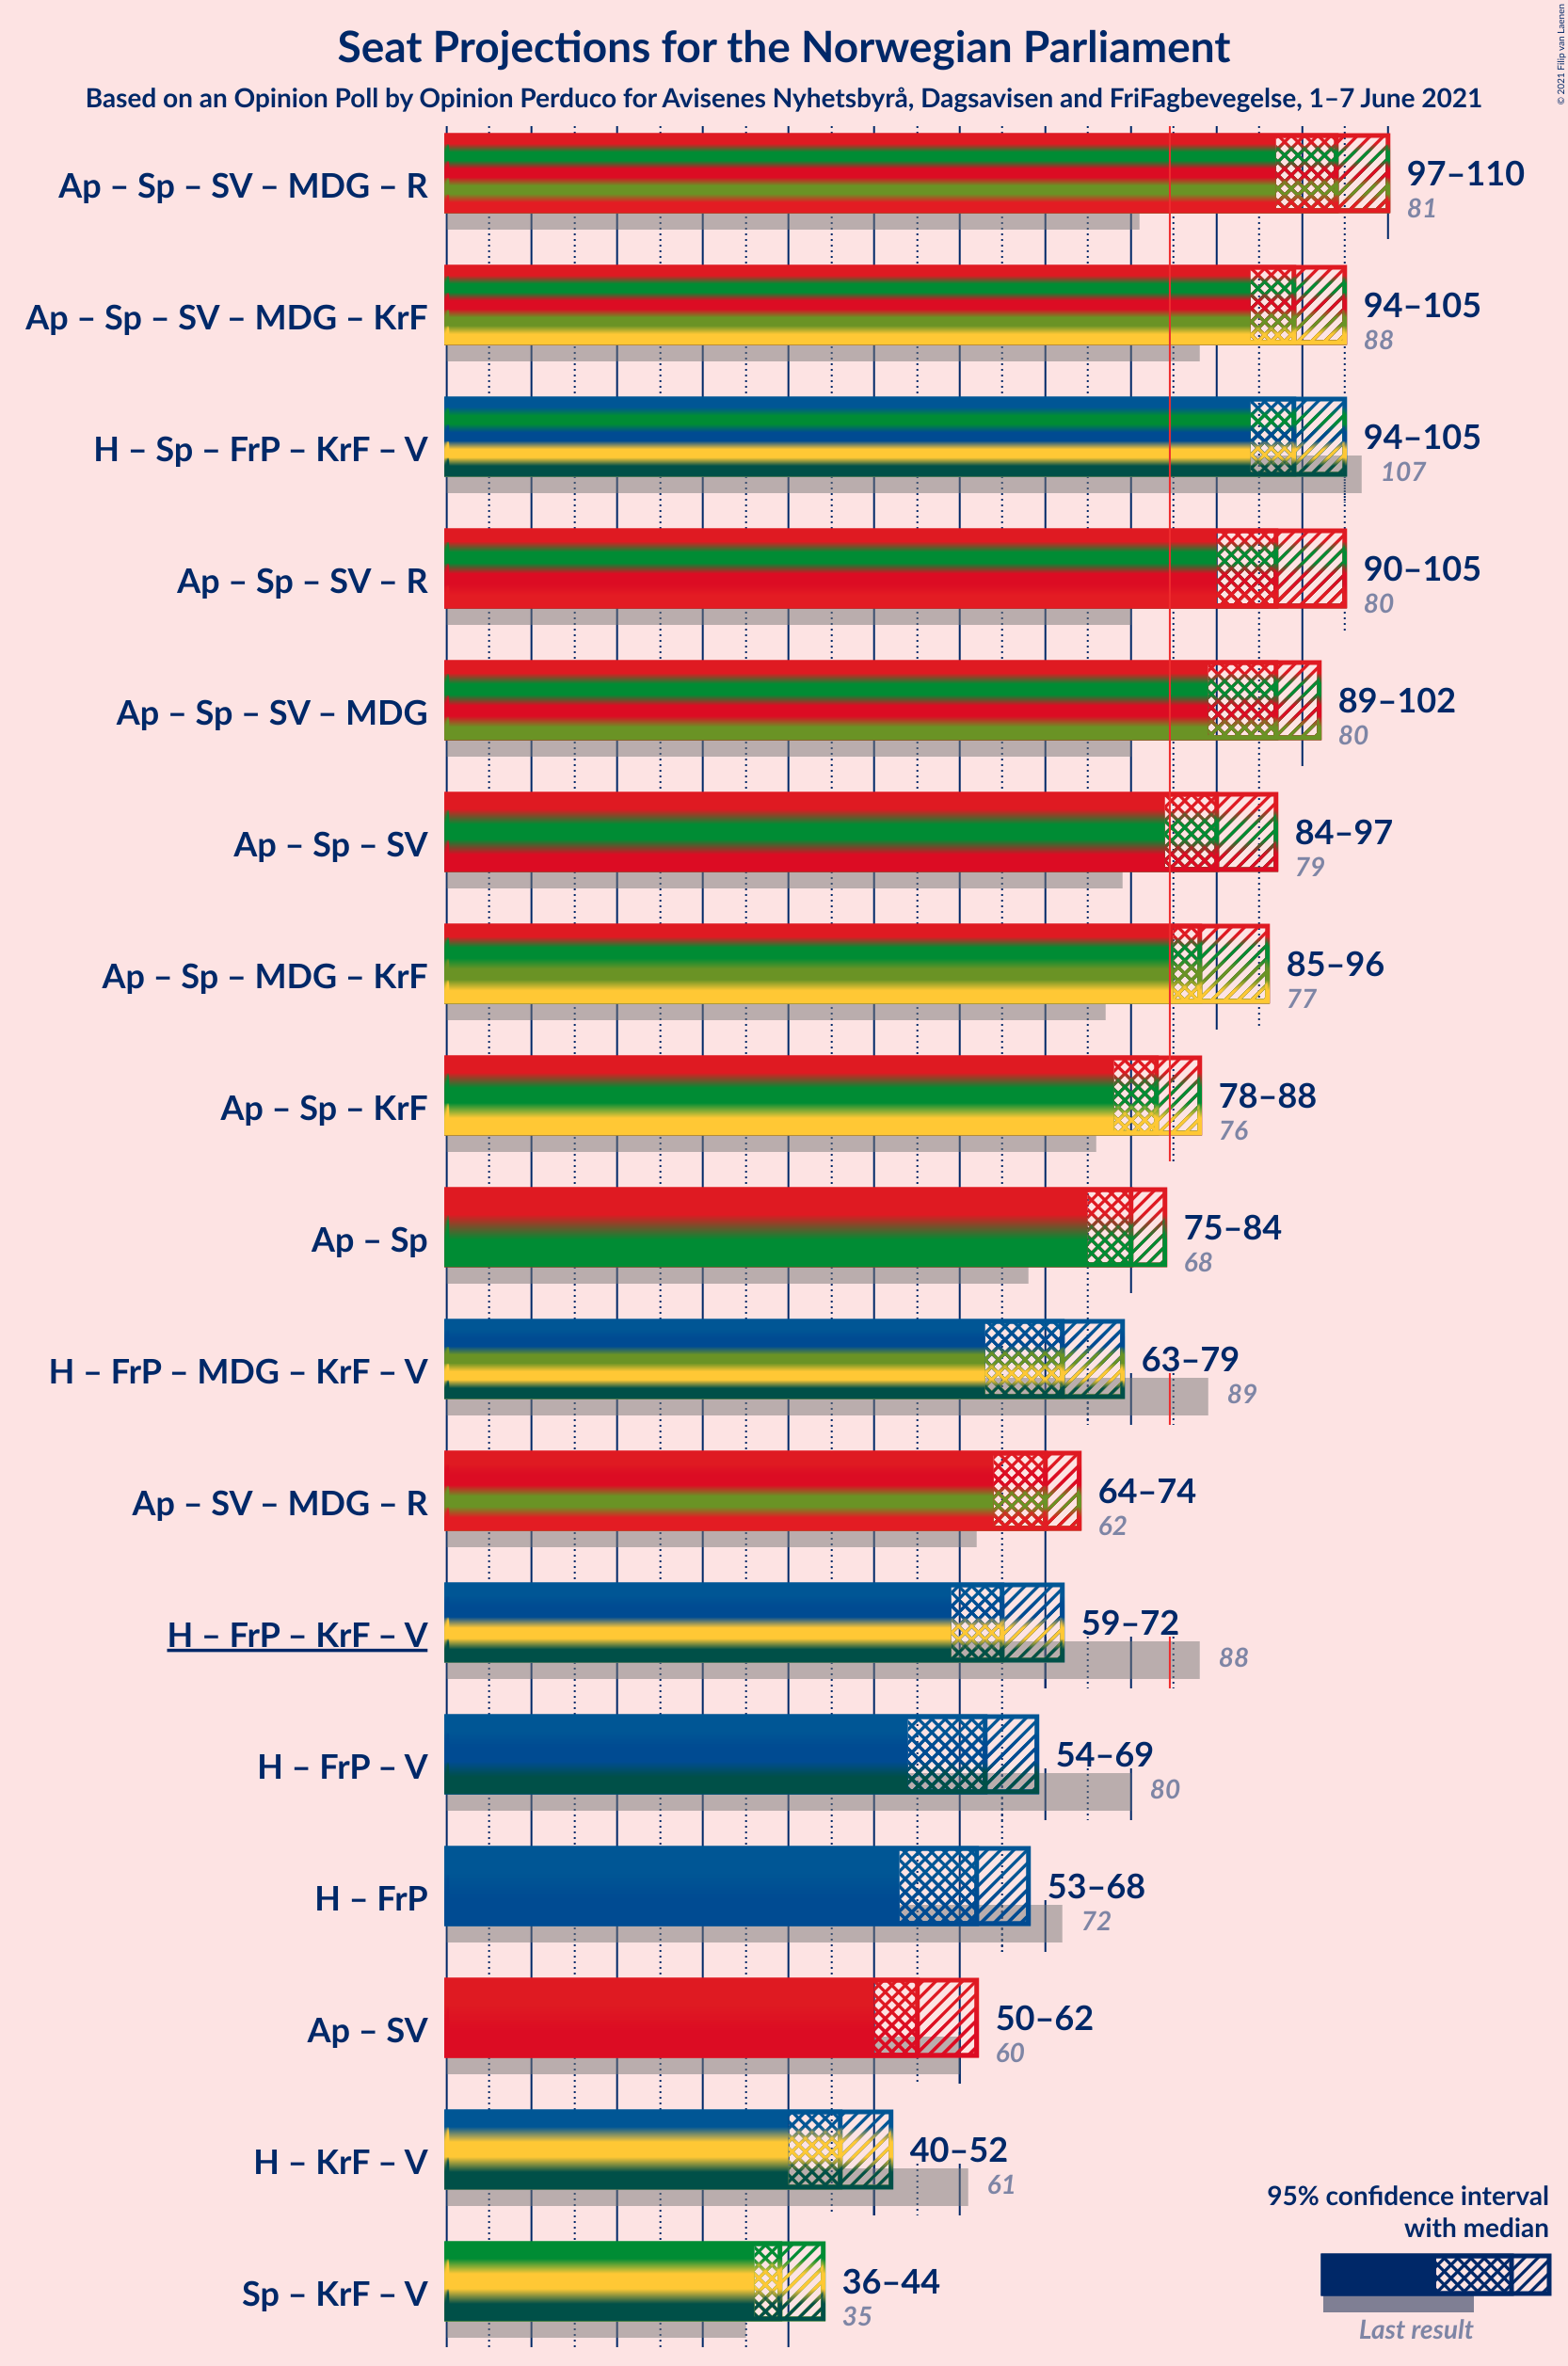 Seat Projections for the Norwegian Parliament
Based on an Opinion Poll by Opinion Perduco for Avisenes Nyhetsbyrå, Dagsavisen and FriFagbevegelse, 1–7 June 2021
© 2021 Filip van Laenen
Ap – Sp – SV – MDG – R
97–110
81
Ap – Sp – SV – MDG – KrF
94–105
88
H – Sp – FrP – KrF – V
94–105
107
Ap – Sp – SV – R
90–105
80
Ap – Sp – SV – MDG
89–102
80
Ap – Sp – SV
84–97
79
Ap – Sp – MDG – KrF
85–96
77
Ap – Sp – KrF
78–88
76
Ap – Sp
75–84
68
H – FrP – MDG – KrF – V
63–79
89
Ap – SV – MDG – R
64–74
62
H – FrP – KrF – V
59–72
88
H – FrP – V
54–69
80
H – FrP
53–68
72
Ap – SV
50–62
60
H – KrF – V
40–52
61
Sp – KrF – V
36–44
35
95% confidence interval
with median
Last result